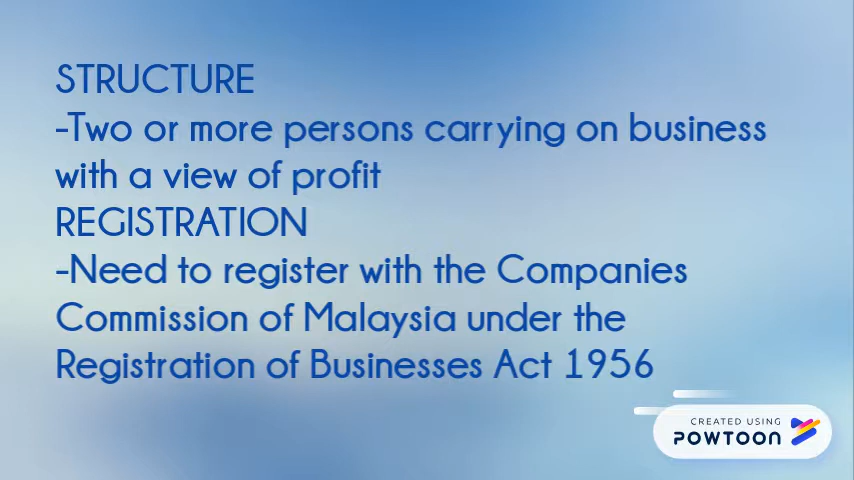 STRUCTURE
-Two or more persons carrying on business
with a view of profit
REGISTRATION
-Need to register with the Companies
Commission of Malaysia under the
Registration of Businesses Act 1956
CREATED USING
POWTOON